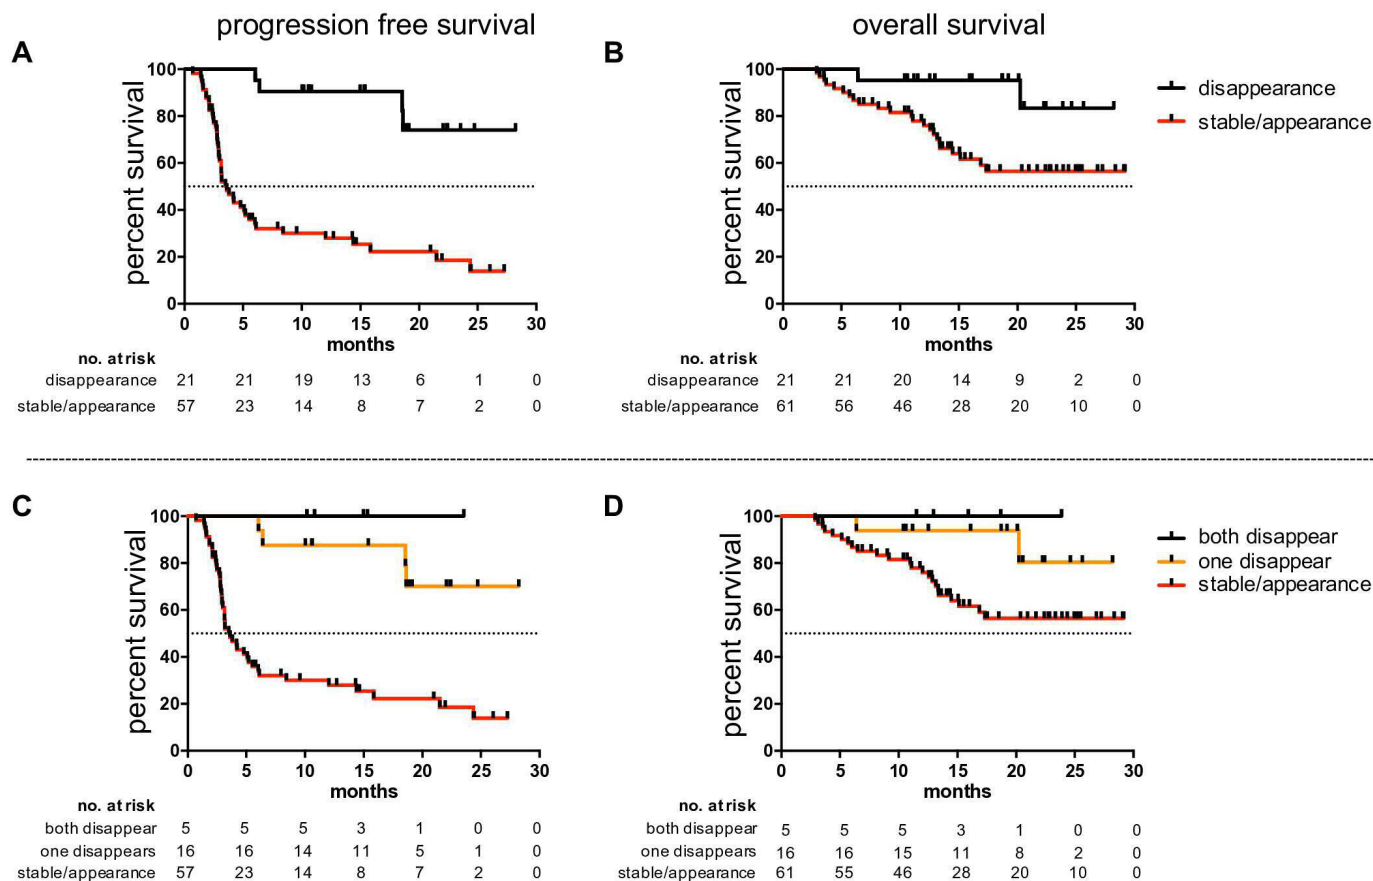 progression free survival
overall survival
A
B
percent survival
100
80
60
40
20
0
0 5 10 15 20 25 30
months
percent survival
100
80
60
40
20
0
0 5 10 15 20 25 30
months
disappearance
stable/appearance
no. at risk
disappearance 21 21 19 13 6 1 0
stable/appearance 57 23 14 8 7 2 0
no. at risk
disappearance 21 21 20 14 9 2 0
stable/appearance 61 56 46 28 20 10 0
C
D
percent survival
100
80
60
40
20
0
0 5 10 15 20 25 30
months
percent survival
100
80
60
40
20
0
0 5 10 15 20 25 30
months
both disappear
one disappear
stable/appearance
no. at risk
both disappear 5 5 5 3 1 0 0
one disappears 16 16 14 11 5 1 0
stable/appearance 57 23 14 8 7 2 0
no. at risk
both disappear 5 5 5 3 1 0 0
one disappears 16 16 15 11 8 2 0
stable/appearance 61 55 46 28 20 10 0